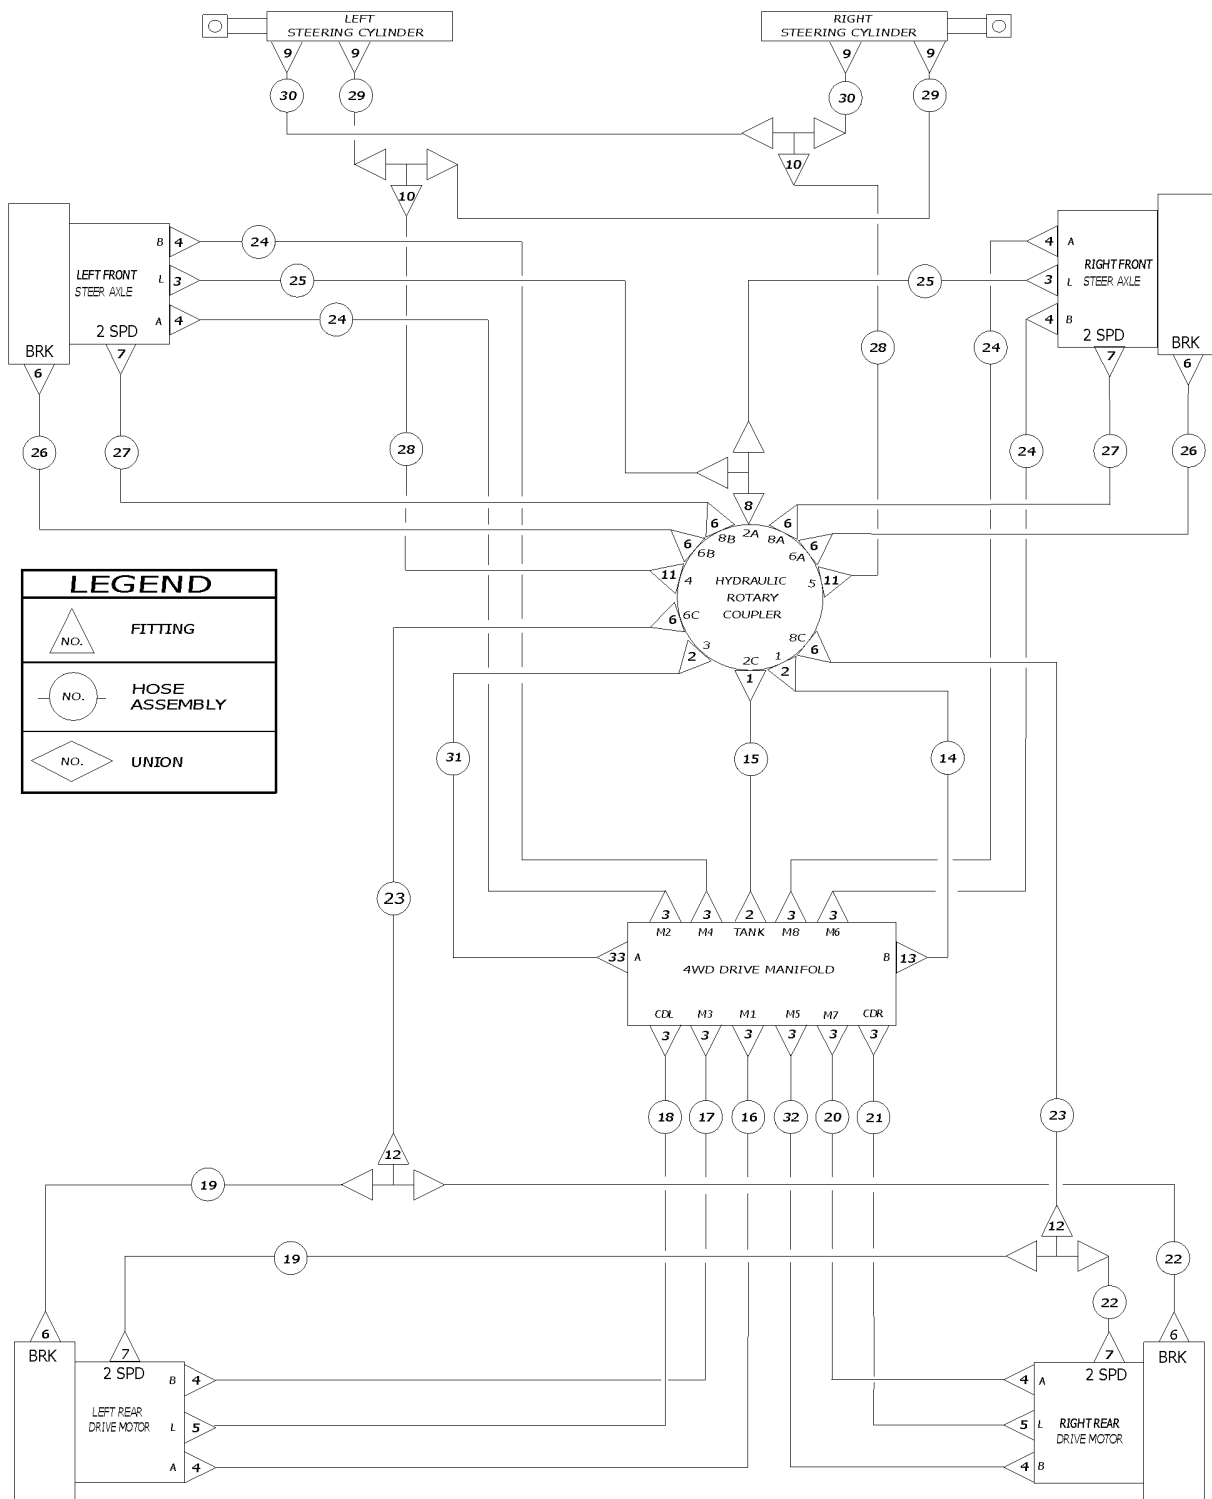 LEFT
STEERING CYLINDER
RIGHT
STEERING CYLINDER
9
9
9
9
30
29
30
29
10
10
B
4
24
4
A
LEFT FRONT
STEER AXLE
L
3
25
25
3
L
RIGHT FRONT
STEER AXLE
A
4
24
4
B
2 SPD
2 SPD
BRK
7
28
24
7
BRK
6
6
26
27
28
24
27
26
8
6
6
8B
2A
8A
6
6
6B
6A
11
4
HYDRAULIC
ROTARY
COUPLER
5
11
6
6C
8C
6
3
1
2
2C
2
1
LEGEND
NO.
FITTING
NO.
HOSE
ASSEMBLY
NO.
UNION
31
15
14
23
3
3
2
3
3
M2
M4
TANK
M8
M6
33
A
4WD DRIVE MANIFOLD
B
13
CDL
M3
M1
M5
M7
CDR
3
3
3
3
3
3
18
17
16
32
20
21
23
12
19
12
19
22
22
6
7
7
6
BRK
2 SPD
2 SPD
BRK
B
4
4
A
LEFT REAR
DRIVE MOTOR
L
5
5
L
RIGHT REAR
DRIVE MOTOR
A
4
4
B